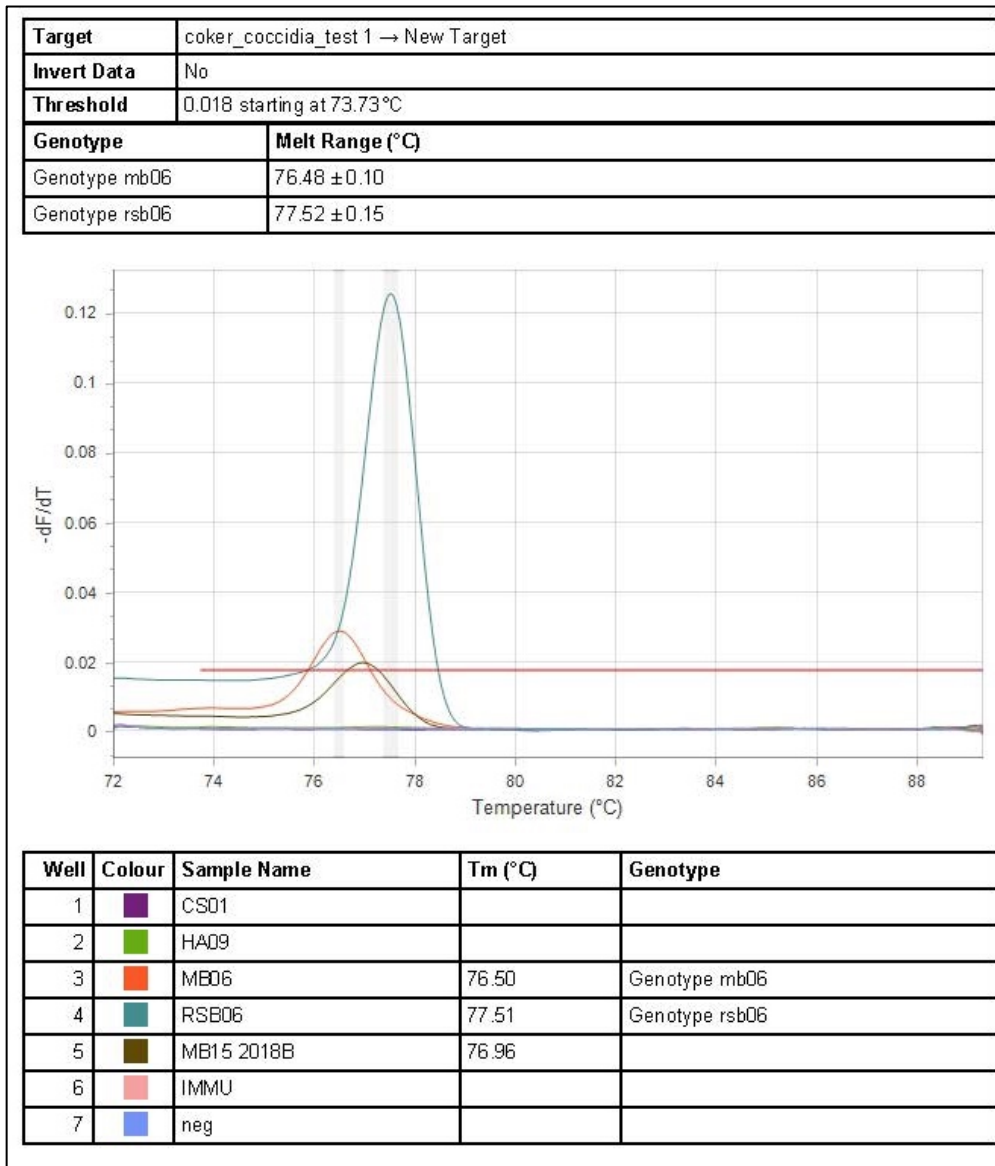 Target coker_coccidia_test 1 → New Target
Invert Data No
Threshold 0.018 starting at 73.73°C
Genotype Melt Range (°C)
Genotype mb06 76.48 ±0.10
Genotype rsb06 77.52 ±0.15
0.12
0.1
0.08
0.06
0.04
0.02
0
-dF/dT
72 74 76 78 80 82 84 86 88
Temperature (°C)
Well Colour Sample Name Tm (°C) Genotype
1 CS01
2 HA09
3 MB06 76.50 Genotype mb06
4 RSB06 77.51 Genotype rsb06
5 MB15 2018B 76.96
6 IMMU
7 neg